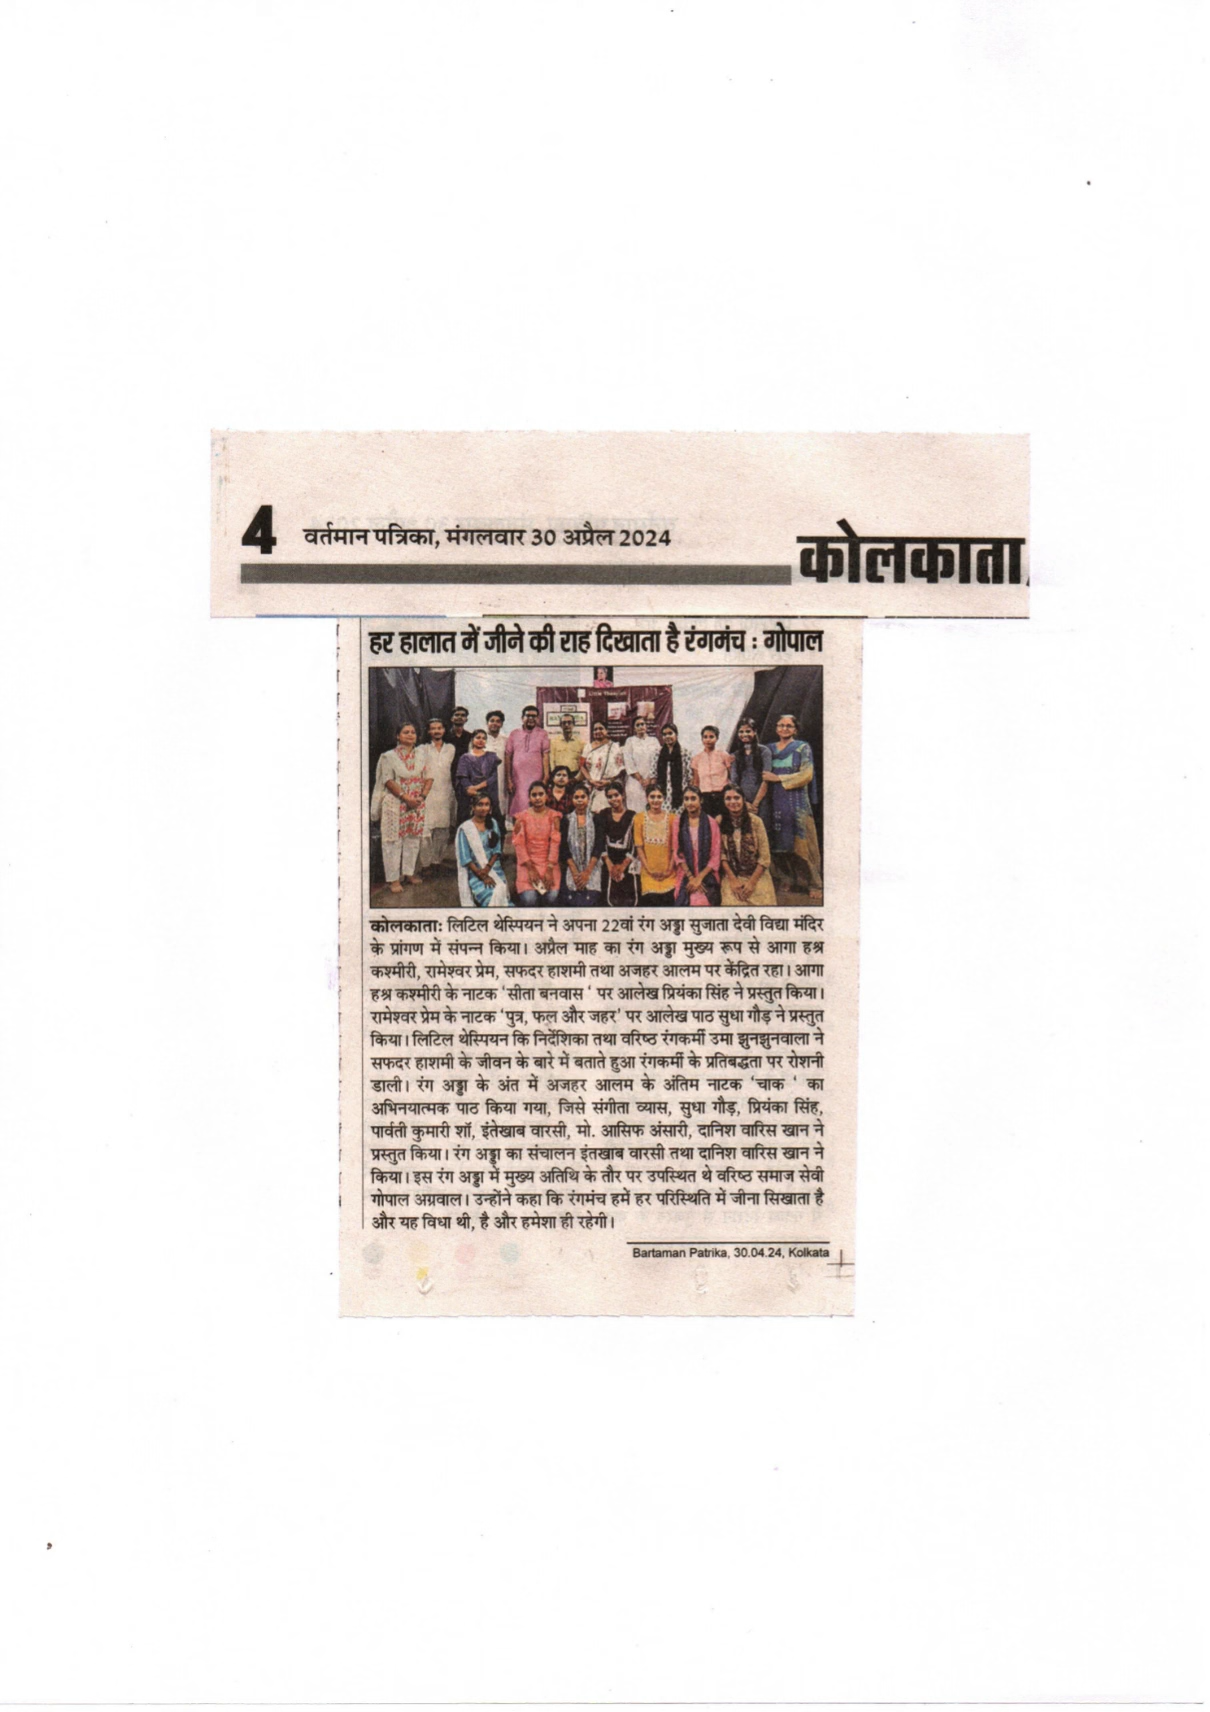 4 वर्तमान पत्रिका, मंगलवार 30 अप्रैल 2024
कोलकाता
हर हालात में जीने की राह दिखाता है रंगमंच : गोपाल
कोलकाताः लिटिल थेस्पियन ने अपना 22वां रंग अड्डा सुजाता देवी विद्या मंदिर
के प्रांगण में संपन्न किया। अप्रैल माह का रंग अड्डा मुख्य रूप से आगा हश्र
कश्मीरी, रामेश्वर प्रेम, सफदर हाशमी तथा अजहर आलम पर केंद्रित रहा। आगा
हश्र कश्मीरी के नाटक 'सीता बनवास ' पर आलेख प्रियंका सिंह ने प्रस्तुत किया।
रामेश्वर प्रेम के नाटक 'पुत्र, फल और जहर' पर आलेख पाठ सुधा गौड़ ने प्रस्तुत
किया। लिटिल थेस्पियन कि निर्देशिका तथा वरिष्ठ रंगकर्मी उमा झुनझुनवाला ने
सफदर हाशमी के जीवन के बारे में बताते हुआ रंगकर्मी के प्रतिबद्धता पर रोशनी
डाली। रंग अड्डा के अंत में अजहर आलम के अंतिम नाटक 'चाक ' का
अभिनयात्मक पाठ किया गया, जिसे संगीता व्यास, सुधा गौड़, प्रियंका सिंह,
पार्वती कुमारी शॉ, इंतेखाब वारसी, मो. आसिफ अंसारी, दानिश वारिस खान ने
प्रस्तुत किया। रंग अड्डा का संचालन इंतखाब वारसी तथा दानिश वारिस खान ने
किया। इस रंग अड्डा में मुख्य अतिथि के तौर पर उपस्थित थे वरिष्ठ समाज सेवी
गोपाल अग्रवाल। उन्होंने कहा कि रंगमंच हमें हर परिस्थिति में जीना सिखाता है
और यह विधा थी, है और हमेशा ही रहेगी।
Bartaman Patrika, 30.04.24, Kolkata